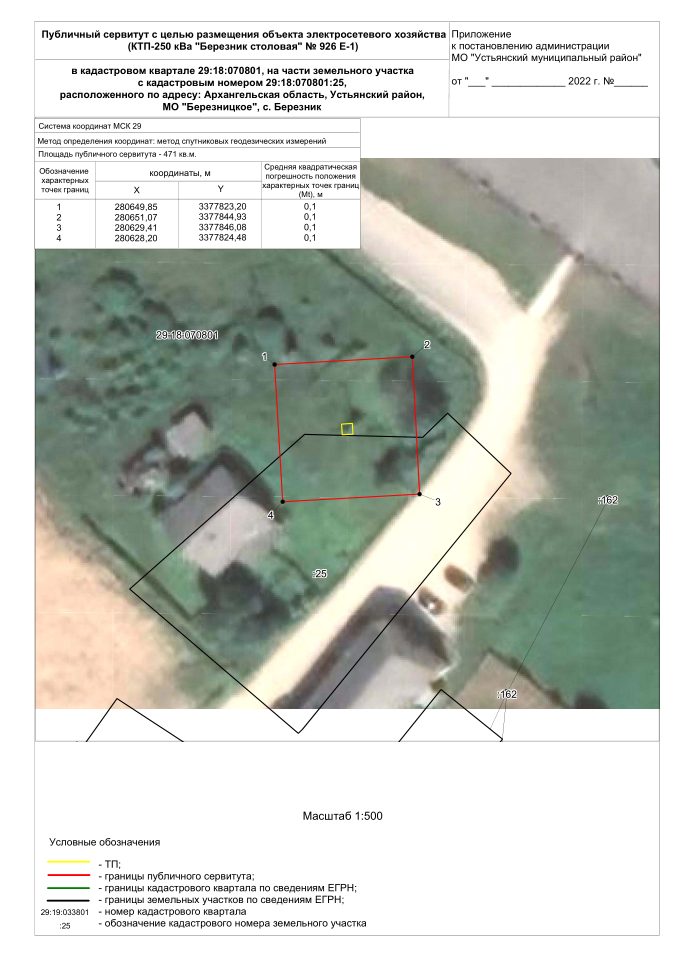 Публичный сервитут с целью размещения объекта электросетевого хозяйства
(КТП-250 кВа "Березник столовая" № 926 Е-1)
в кадастровом квартале 29:18:070801, на части земельного участка
с кадастровым номером 29:18:070801:25,
расположенного по адресу: Архангельская область, Устьянский район,
МО "Березницкое", с. Березник
Приложение
к постановлению администрации
МО "Устьянский муниципальный район"
от "___" _____________ 2022 г. №______
Система координат МСК 29
Метод определения координат: метод спутниковых геодезических измерений
Площадь публичного сервитута - 471 кв.м.
Обозначение
характерных
точек границ
координаты, м
X Y
Средняя квадратическая
погрешность положения
характерных точек границ
(Mt), м
1 280649,85 3377823,20 0,1
2 280651,07 3377844,93 0,1
3 280629,41 3377846,08 0,1
4 280628,20 3377824,48 0,1
29:18:070801
1
2
3
4
:162
:25
:162
Масштаб 1:500
Условные обозначения
- ТП;
- границы публичного сервитута;
- границы кадастрового квартала по сведениям ЕГРН;
- границы земельных участков по сведениям ЕГРН;
29:19:033801 - номер кадастрового квартала
:25 - обозначение кадастрового номера земельного участка